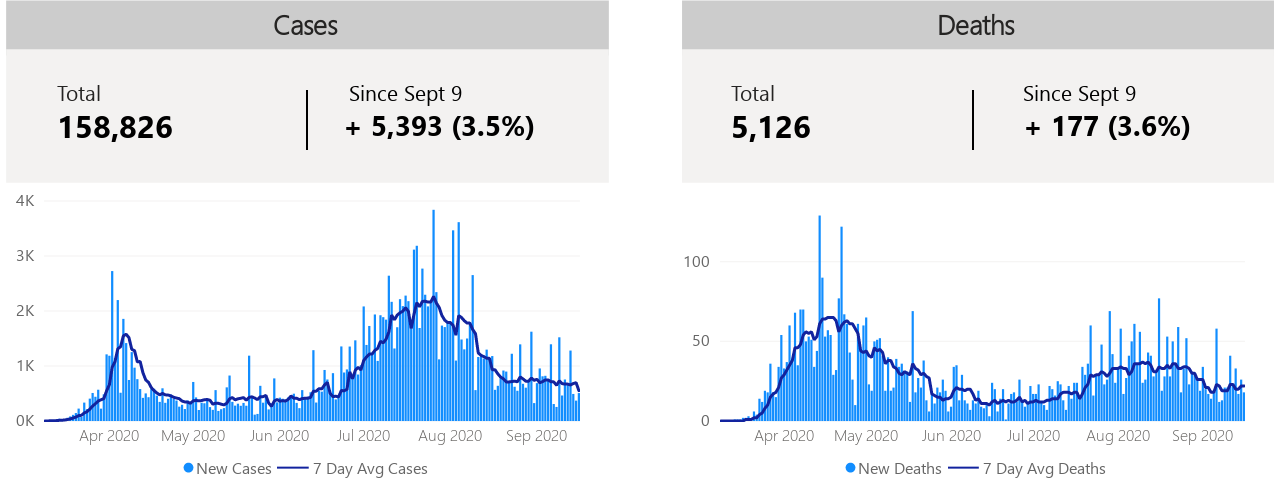 Cases
Total
158,826
Since Sept 9
+ 5,393 (3.5%)
4K
3K
2K
1K
0K
Apr 2020 May 2020 Jun 2020 Jul 2020 Aug 2020 Sep 2020
New Cases 7 Day Avg Cases
Deaths
Total
5,126
Since Sept 9
+ 177 (3.6%)
100
50
0
Apr 2020 May 2020 Jun 2020 Jul 2020 Aug 2020 Sep 2020
New Deaths 7 Day Avg Deaths